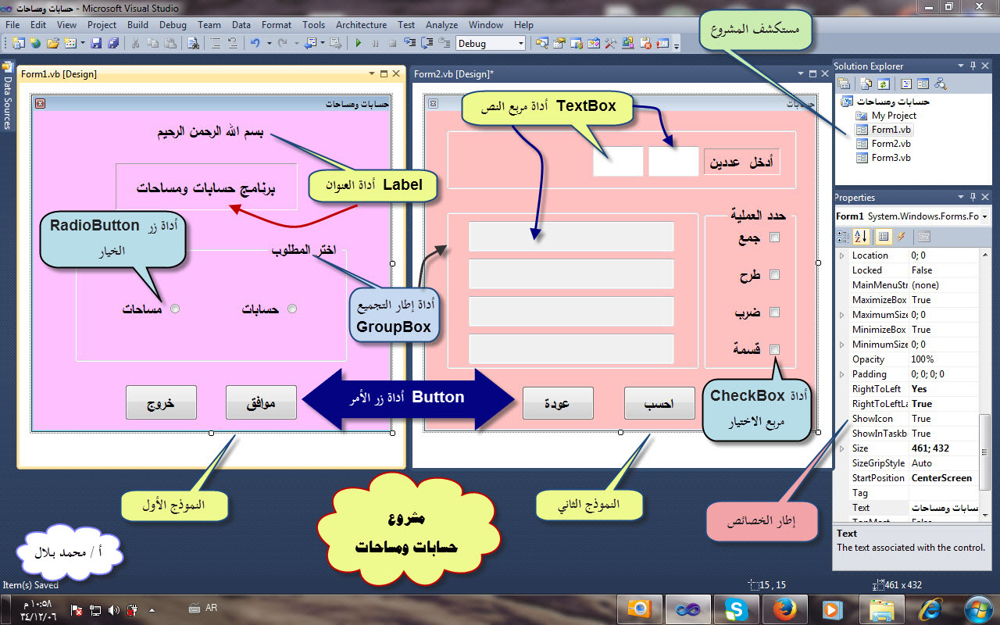 حسابات ومساحات - Microsoft Visual Studio
File Edit View Project Build Debug Team Data Format Tools Architecture Test Analyze Window Help
Debug
مستكشف المشروع
Data Sources
Form1.vb [Design]
حسابات ومساحات
بسم الله الرحمن الرحيم
برنامج حسابات ومساحات
اختر المطلوب
حسابات
مساحات
موافق
خروج
أداة العنوان Label
أداة زر RadioButton
الخيار
أداة إطار التجميع
GroupBox
أداة زر الأمر Button
Form2.vb [Design]*
حسابات
أداة مربع النص TextBox
أدخل عددين
حدد العملية
جمع
طرح
ضرب
قسمة
احسب
عودة
أداة CheckBox
مربع الاختيار
النموذج الأول
النموذج الثاني
مشروع
حسابات ومساحات
إطار الخصائص
أ / محمد بلال
Solution Explorer
حسابات ومساحات
My Project
Form1.vb
Form2.vb
Form3.vb
Properties
Form1 System.Windows.Forms.Fo
Location 0; 0
Locked False
MainMenuStr (none)
MaximizeBox True
MaximumSize 0; 0
MinimizeBox True
MinimumSize 0; 0
Opacity 100%
Padding 0; 0; 0; 0
RightToLeft Yes
RightToLeftLa True
ShowIcon True
ShowInTaskb True
Size 461; 432
SizeGripStyle Auto
StartPosition CenterScreen
Tag
Text حسابات ومساحات
Text
The text associated with the control.
Item(s) Saved
15 , 15
461 x 432
١٠:٥٨ م
٣٤/١٢/٠٦
AR